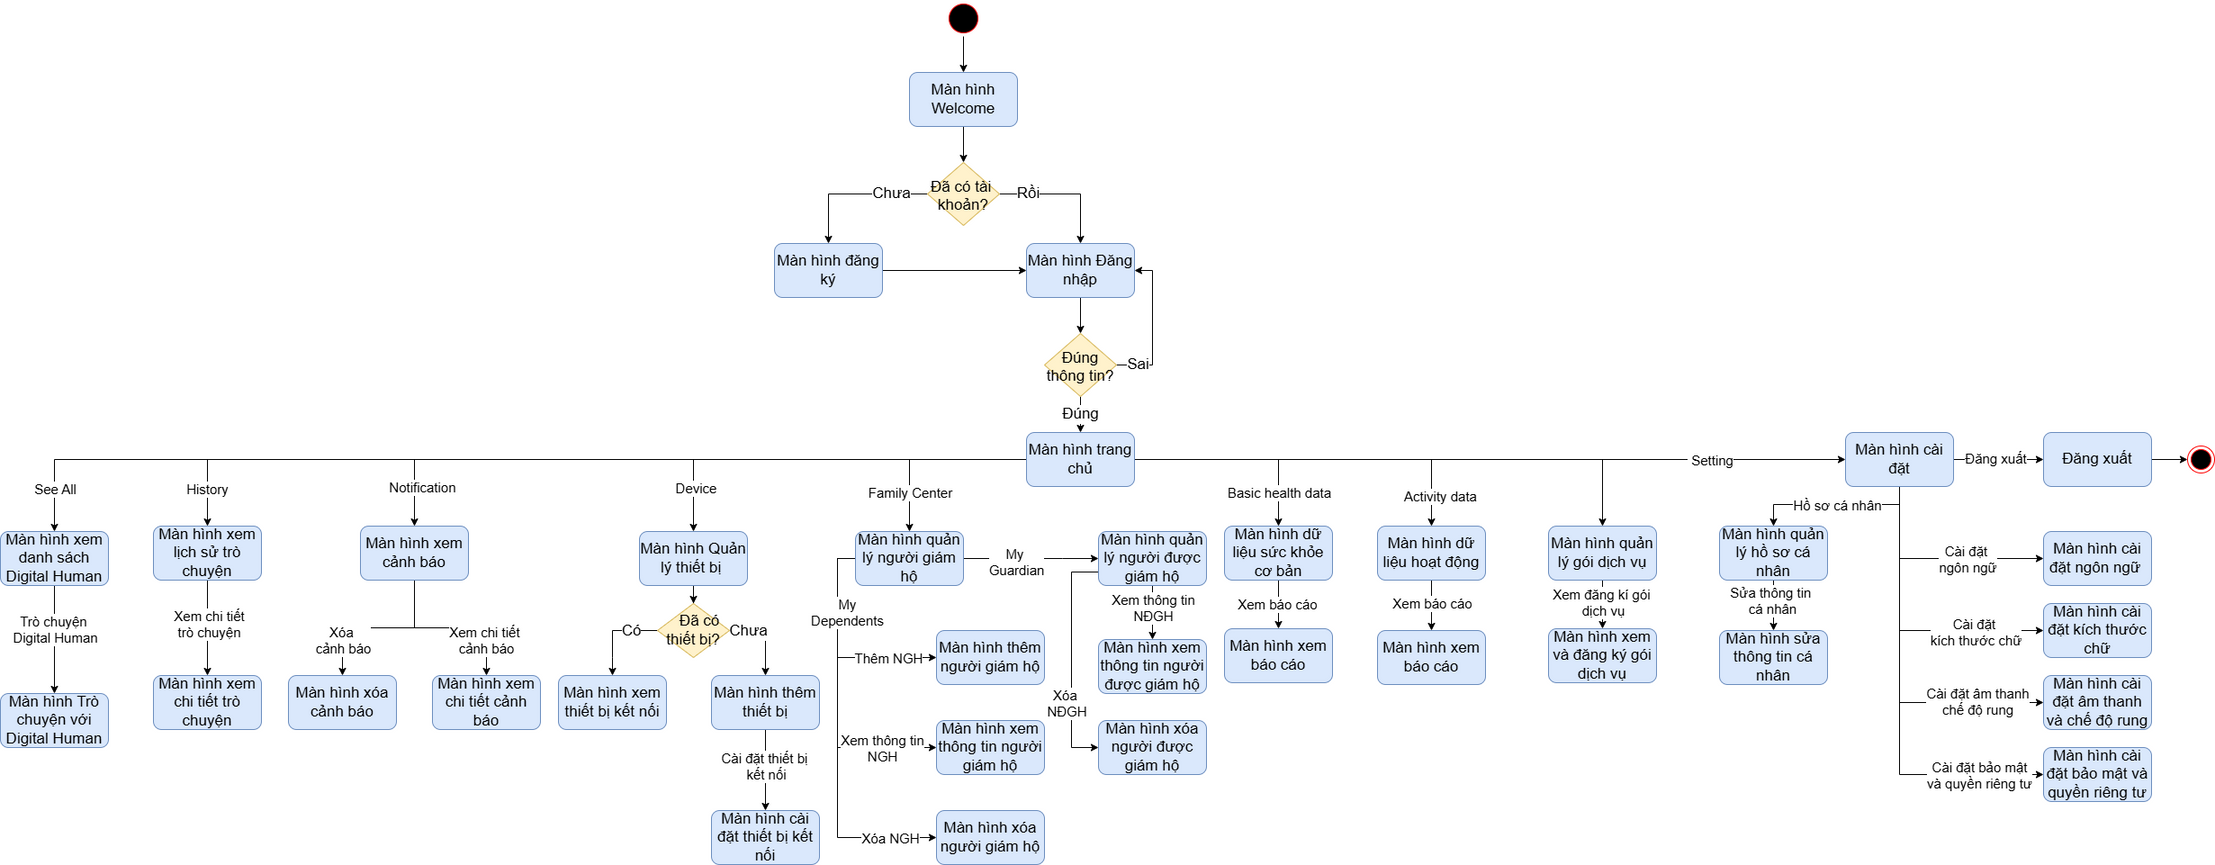 Màn hình
Welcome
Đã có tài
khoản?
Chưa
Rồi
Màn hình đăng
ký
Màn hình Đăng
nhập
Đúng
thông tin?
Sai
Đúng
Màn hình trang
chủ
Setting
Màn hình cài
đặt
Đăng xuất
Đăng xuất
See All
History
Notification
Device
Family Center
Basic health data
Activity data
Hồ sơ cá nhân
Màn hình xem
danh sách
Digital Human
Màn hình xem
lịch sử trò
chuyện
Màn hình xem
cảnh báo
Màn hình Quản
lý thiết bị
Màn hình quản
lý người giám
hộ
My
Guardian
Màn hình quản
lý người được
giám hộ
Màn hình dữ
liệu sức khỏe
cơ bản
Màn hình dữ
liệu hoạt động
Màn hình quản
lý gói dịch vụ
Màn hình quản
lý hồ sơ cá
nhân
Cài đặt
ngôn ngữ
Màn hình cài
đặt ngôn ngữ
Trò chuyện
Digital Human
Xem chi tiết
trò chuyện
Xóa
cảnh báo
Xem chi tiết
cảnh báo
Có
Đã có
thiết bị?
Chưa
My
Dependents
Xem thông tin
NĐGH
Xem báo cáo
Xem báo cáo
Xem đăng kí gói
dịch vụ
Sửa thông tin
cá nhân
Cài đặt
kích thước chữ
Màn hình cài
đặt kích thước
chữ
Thêm NGH
Màn hình thêm
người giám hộ
Màn hình xem
thông tin người
được giám hộ
Màn hình xem
báo cáo
Màn hình xem
báo cáo
Màn hình xem
và đăng ký gói
dịch vụ
Màn hình sửa
thông tin cá
nhân
Màn hình Trò
chuyện với
Digital Human
Màn hình xem
chi tiết trò
chuyện
Màn hình xóa
cảnh báo
Màn hình xem
chi tiết cảnh
báo
Màn hình xem
thiết bị kết nối
Màn hình thêm
thiết bị
Xóa
NĐGH
Cài đặt âm thanh
chế độ rung
Màn hình cài
đặt âm thanh
và chế độ rung
Xem thông tin
NGH
Màn hình xem
thông tin người
giám hộ
Màn hình xóa
người được
giám hộ
Cài đặt thiết bị
kết nối
Cài đặt bảo mật
và quyền riêng tư
Màn hình cài
đặt bảo mật và
quyền riêng tư
Màn hình cài
đặt thiết bị kết
nối
Xóa NGH
Màn hình xóa
người giám hộ